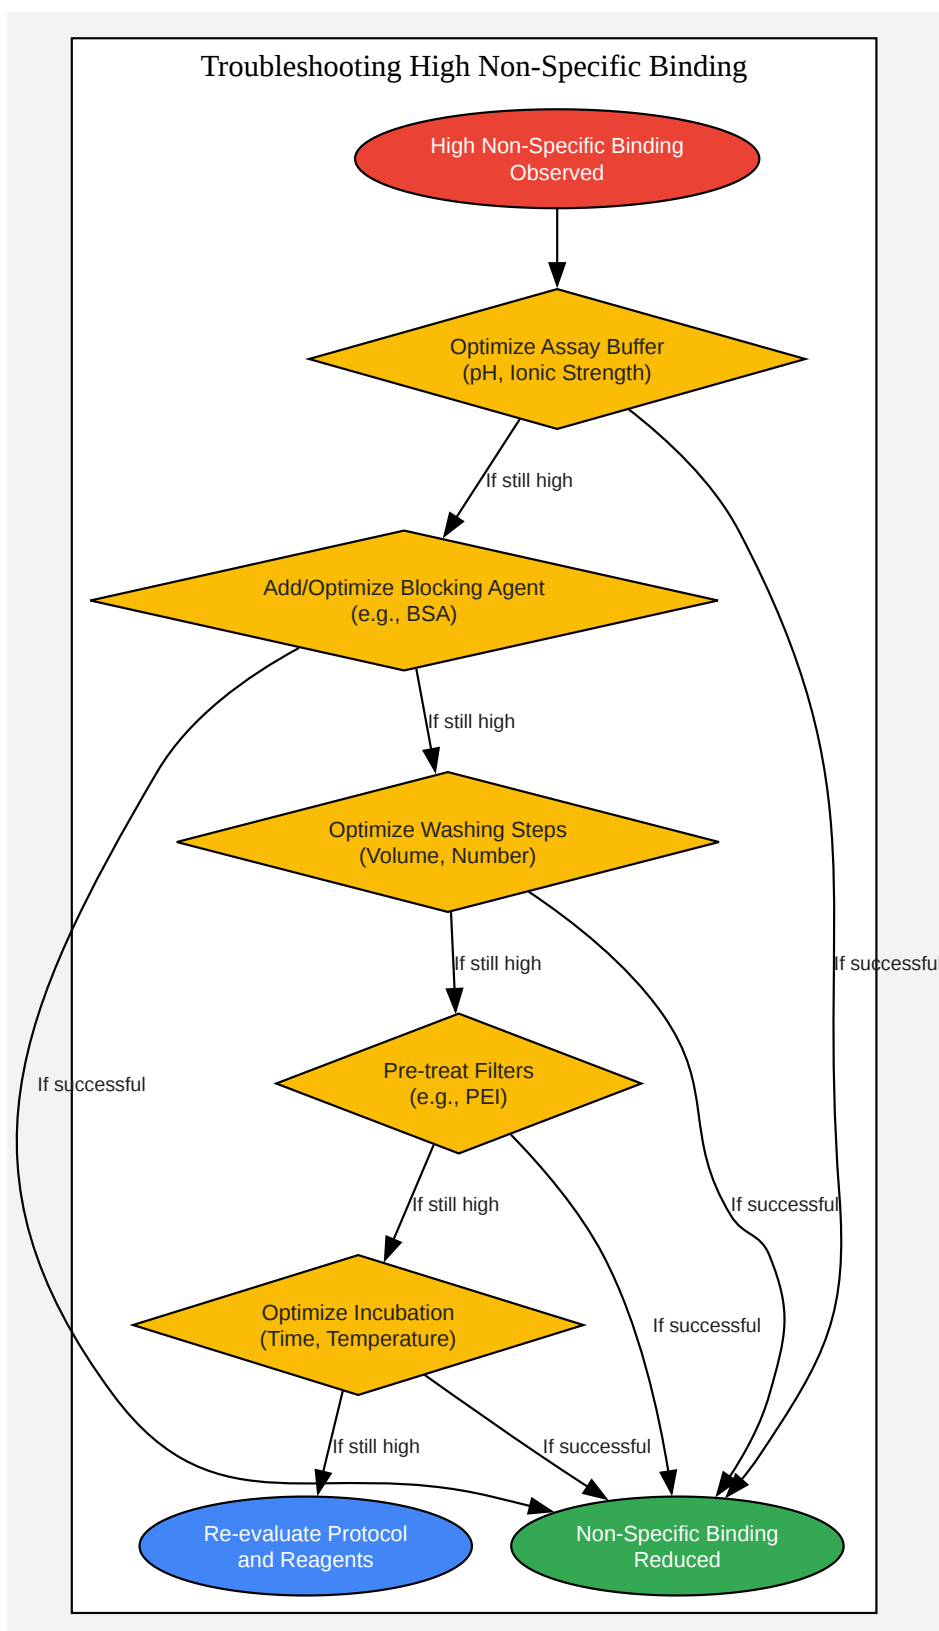 Troubleshooting High Non-Specific Binding
High Non-Specific Binding
Observed
Optimize Assay Buffer
(pH, Ionic Strength)
If still high
Add/Optimize Blocking Agent
(e.g., BSA)
If still high
Optimize Washing Steps
(Volume, Number)
If still high
If successful
Pre-treat Filters
(e.g., PEI)
If successful
If still high
If successful
Optimize Incubation
(Time, Temperature)
If successful
If still high
If successful
Re-evaluate Protocol
and Reagents
Non-Specific Binding
Reduced